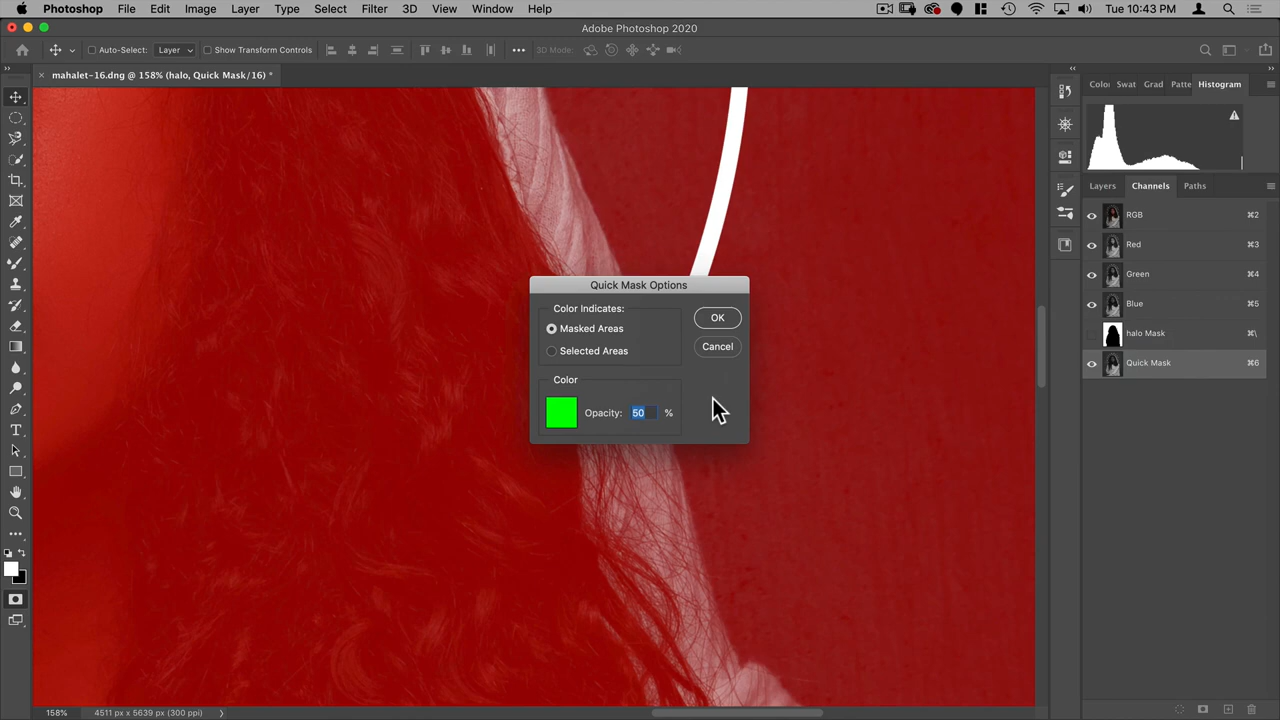 Photoshop File Edit Image Layer Type Select Filter 3D View Window Help Tue 10:43 PM
Adobe Photoshop 2020
Auto-Select: Layer Show Transform Controls 3D Mode:
mahalet-16.dng @ 158% (halo, Quick Mask/16) *
Color Swat Grad Patte Histogram
Layers Channels Paths
RGB ⌘2
Red ⌘3
Green ⌘4
Blue ⌘5
halo Mask ⌘\
Quick Mask ⌘6
Quick Mask Options
Color Indicates:
Masked Areas
Selected Areas
OK
Cancel
Color
Opacity: 50 %
158% 4511 px x 5639 px (300 ppi)